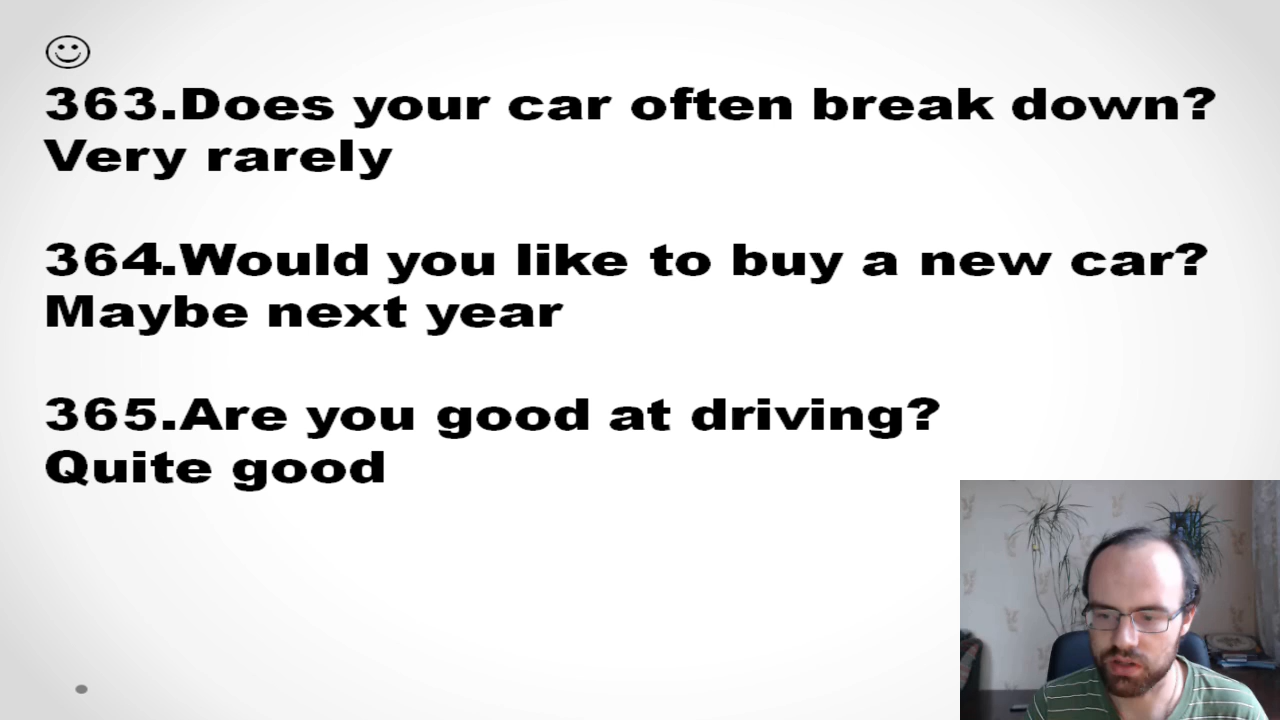 363.Does your car often break down?
Very rarely
364.Would you like to buy a new car?
Maybe next year
365.Are you good at driving?
Quite good